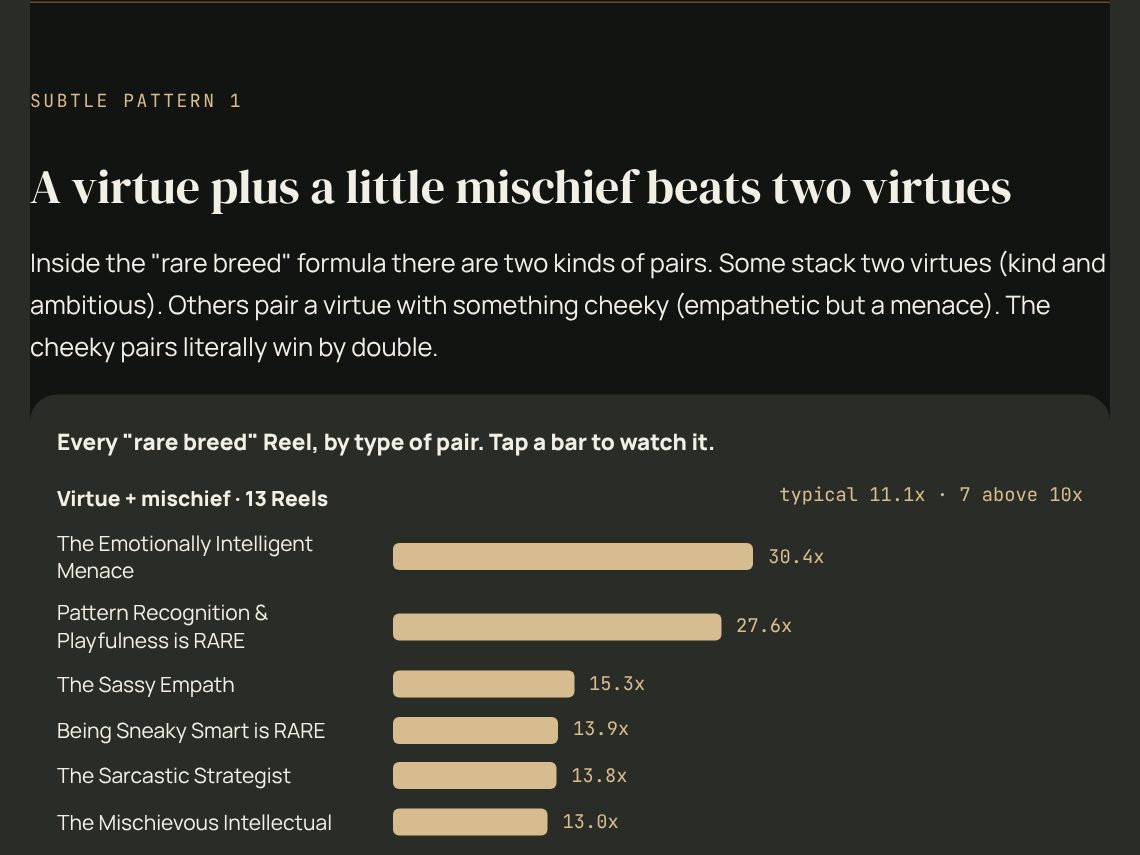 SUBTLE PATTERN 1
A virtue plus a little mischief beats two virtues
Inside the "rare breed" formula there are two kinds of pairs. Some stack two virtues (kind and
ambitious). Others pair a virtue with something cheeky (empathetic but a menace). The
cheeky pairs literally win by double.
Every "rare breed" Reel, by type of pair. Tap a bar to watch it.
Virtue + mischief · 13 Reels
typical 11.1x · 7 above 10x
The Emotionally Intelligent
Menace
30.4x
Pattern Recognition &
Playfulness is RARE
27.6x
The Sassy Empath
15.3x
Being Sneaky Smart is RARE
13.9x
The Sarcastic Strategist
13.8x
The Mischievous Intellectual
13.0x